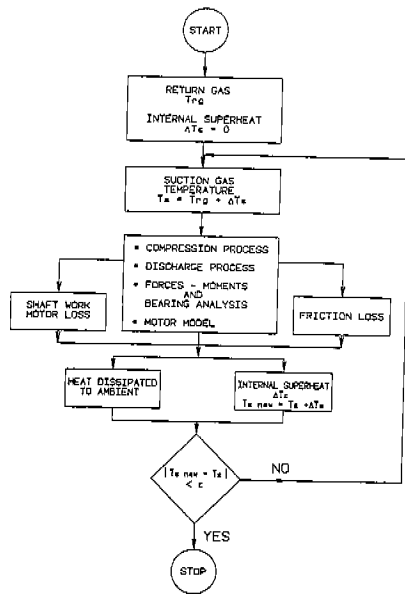 START
RETURN GAS
Trg
INTERNAL SUPERHEAT
ΔTs = 0
SUCTION GAS
TEMPERATURE
Ts = Trg + ΔTs
* COMPRESSION PROCESS
* DISCHARGE PROCESS
* FORCES - MOMENTS
AND
BEARING ANALYSIS
* MOTOR MODEL
SHAFT WORK
MOTOR LOSS
FRICTION LOSS
HEAT DISSIPATED
TO AMBIENT
INTERNAL SUPERHEAT
ΔTs
Ts new = Ts + ΔTs
| Ts new - Ts |
< ε
NO
YES
STOP